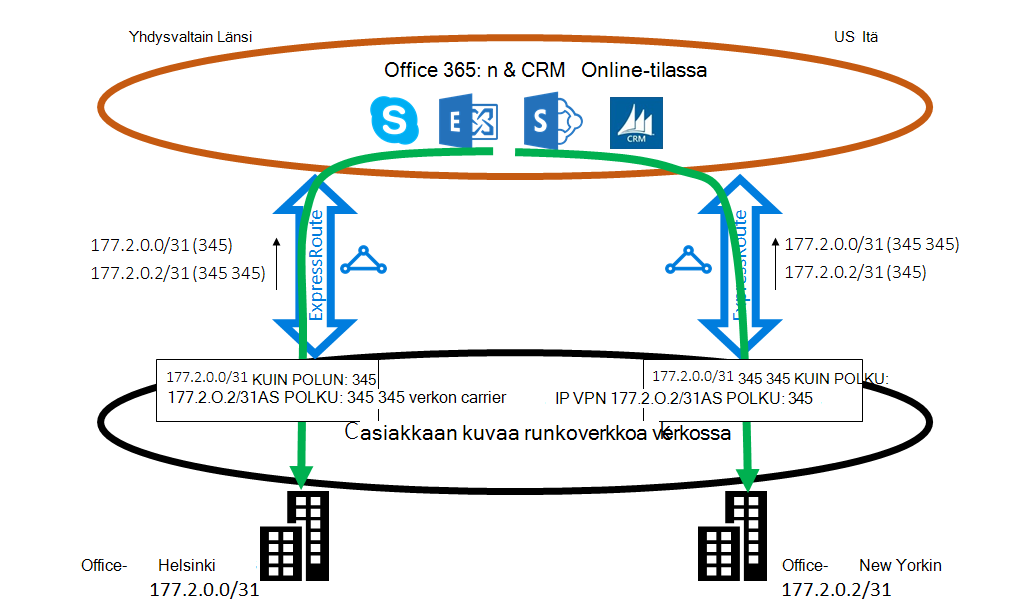 Yhdysvaltain Länsi
US Itä
Office 365: n & CRM Online-tilassa
S
E
S
CRM
ExpressRoute
ExpressRoute
177.2.0.0/31 (345)
177.2.0.2/31 (345 345)
177.2.0.0/31 (345 345)
177.2.0.2/31 (345)
177.2.0.0/31 KUIN POLUN: 345
177.2.O.2/31AS POLKU: 345 345 verkon carrier
177.2.0.0/31 345 345 KUIN POLKU:
IP VPN 177.2.O.2/31AS POLKU: 345
Casiakkaan kuvaa runkoverkkoa verkossa
Office- Helsinki
177.2.0.0/31
Office- New Yorkin
177.2.0.2/31